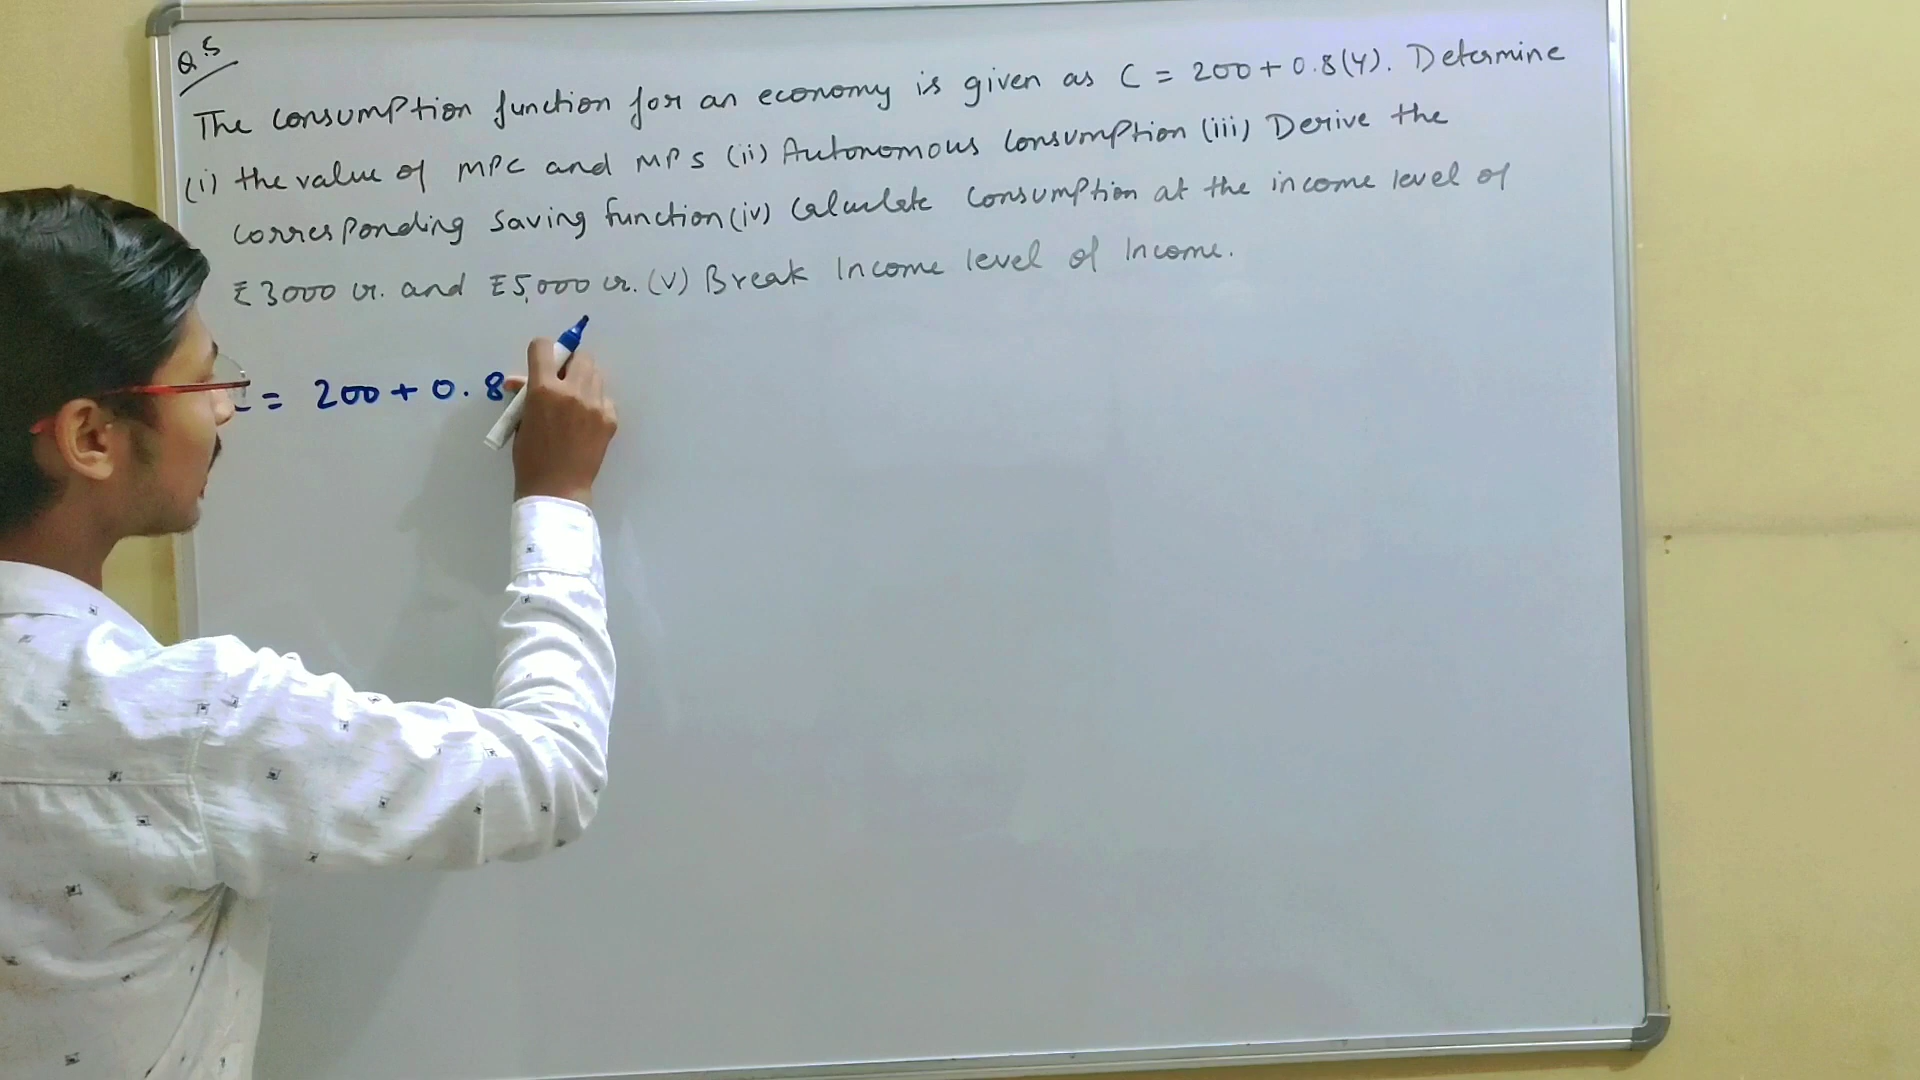 Q.5
The consumption function for an economy is given as C = 200 + 0.8(Y). Determine
(i) the value of MPC and MPS (ii) Autonomous Consumption (iii) Derive the
corresponding saving function (iv) Calculate consumption at the income level of
₹3000 cr. and ₹5,000 cr. (v) Break Income level of Income.
= 200 + 0.8